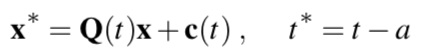 x* = Q(t)x + c(t) , t* = t − a